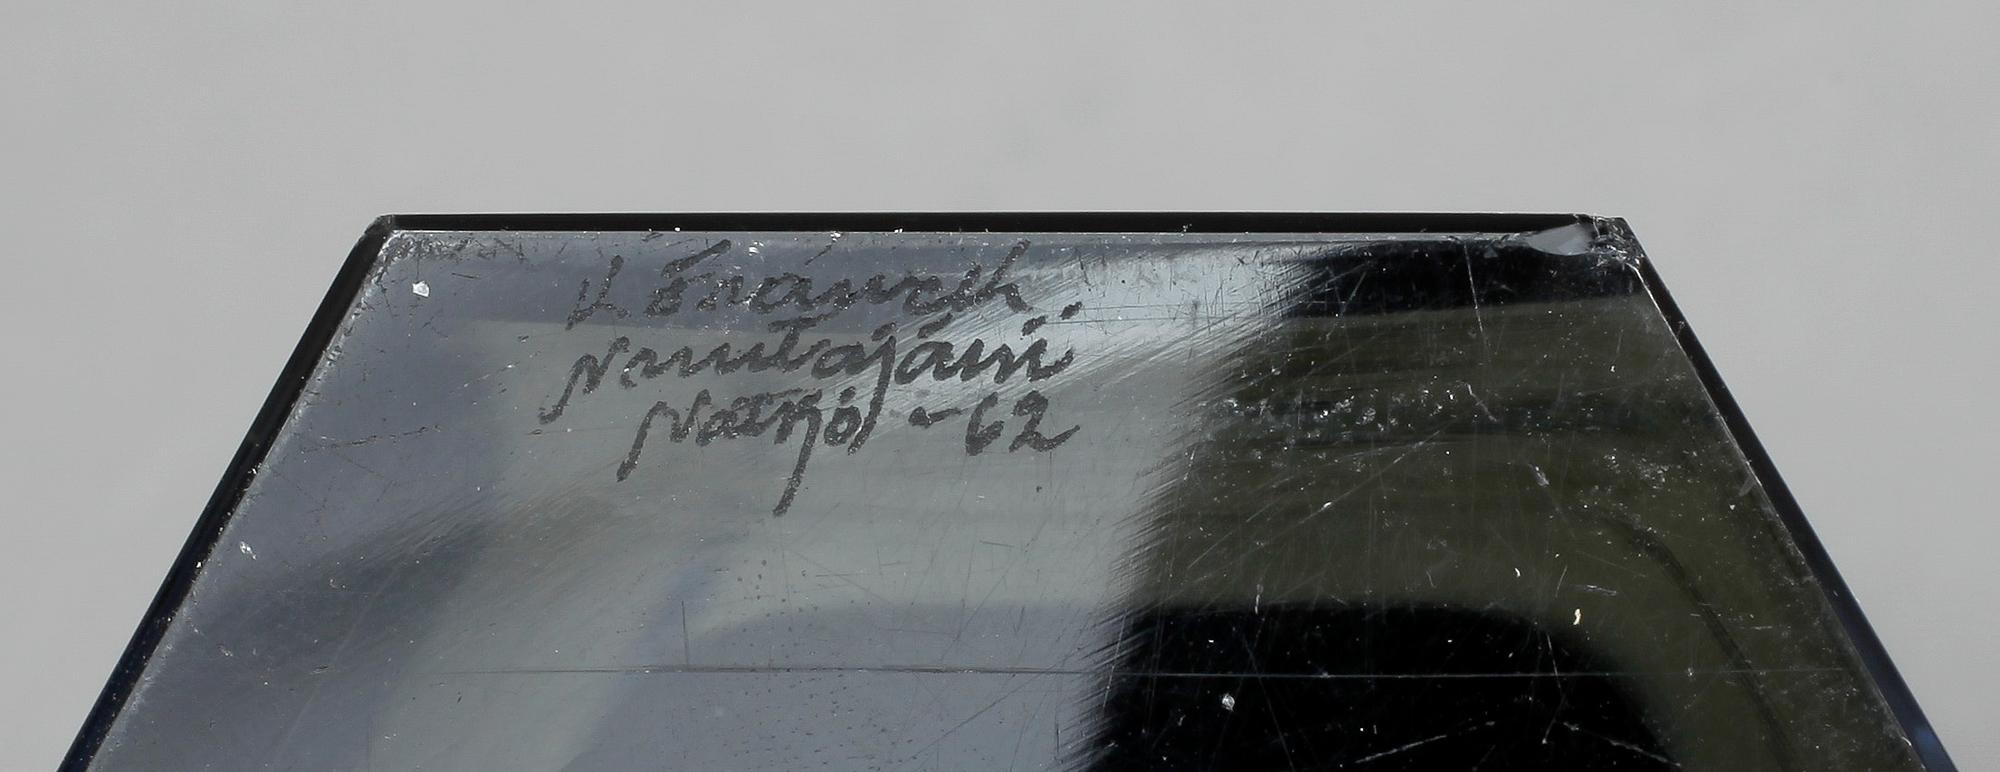 K Franck
Nuutajärvi
Notsjö -62